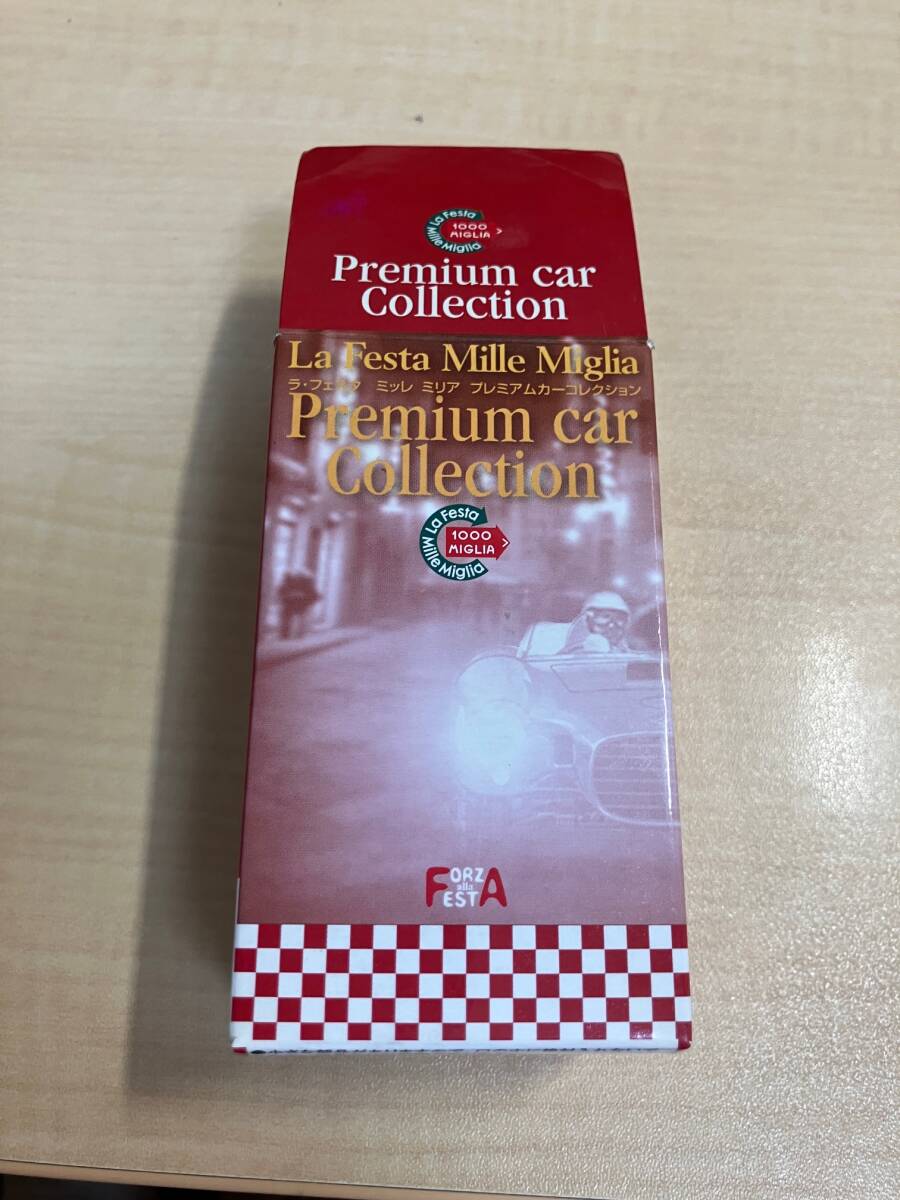 La Festa Mille Miglia
1000
MIGLIA
Premium car
Collection
La Festa Mille Miglia
ラ・フェスタ ミッレ ミリア プレミアムカーコレクション
Premium car
Collection
La Festa Mille Miglia
1000
MIGLIA
FORZA
alla
FESTA